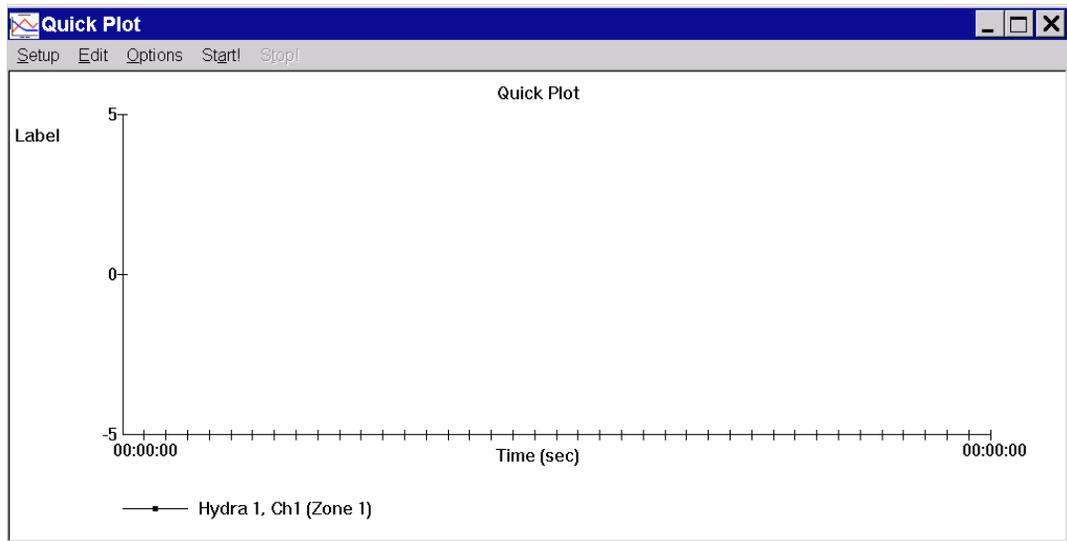 Quick Plot
Setup Edit Options Start! Stop!
Quick Plot
5
Label
0
-5
00:00:00 00:00:00
Time (sec)
Hydra 1, Ch1 (Zone 1)